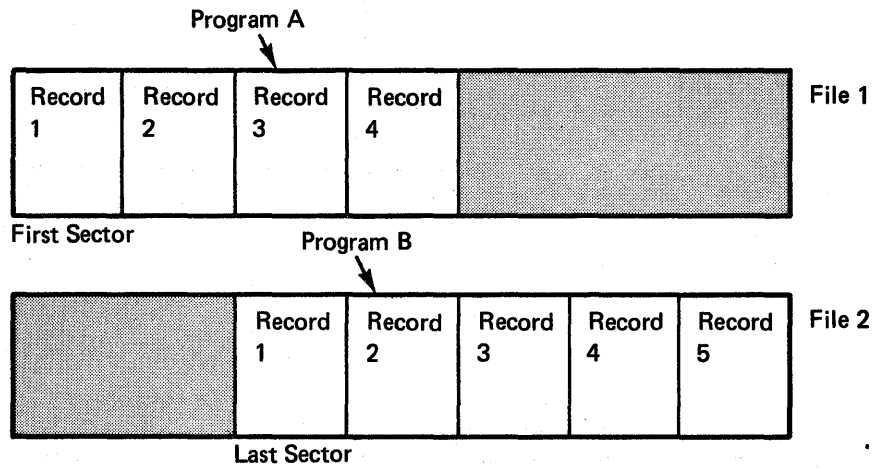 Program A
Record 1
Record 2
Record 3
Record 4
File 1
First Sector
Program B
Record 1
Record 2
Record 3
Record 4
Record 5
File 2
Last Sector